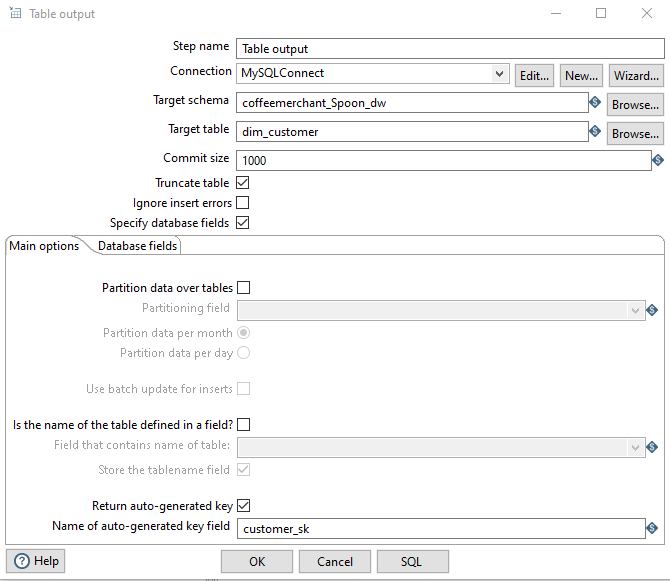 Table output
Step name Table output
Connection MySQLConnect Edit... New... Wizard...
Target schema coffeemerchant_Spoon_dw Browse...
Target table dim_customer Browse...
Commit size 1000
Truncate table
Ignore insert errors
Specify database fields
Main options Database fields
Partition data over tables
Partitioning field
Partition data per month
Partition data per day
Use batch update for inserts
Is the name of the table defined in a field?
Field that contains name of table:
Store the tablename field
Return auto-generated key
Name of auto-generated key field customer_sk
Help OK Cancel SQL